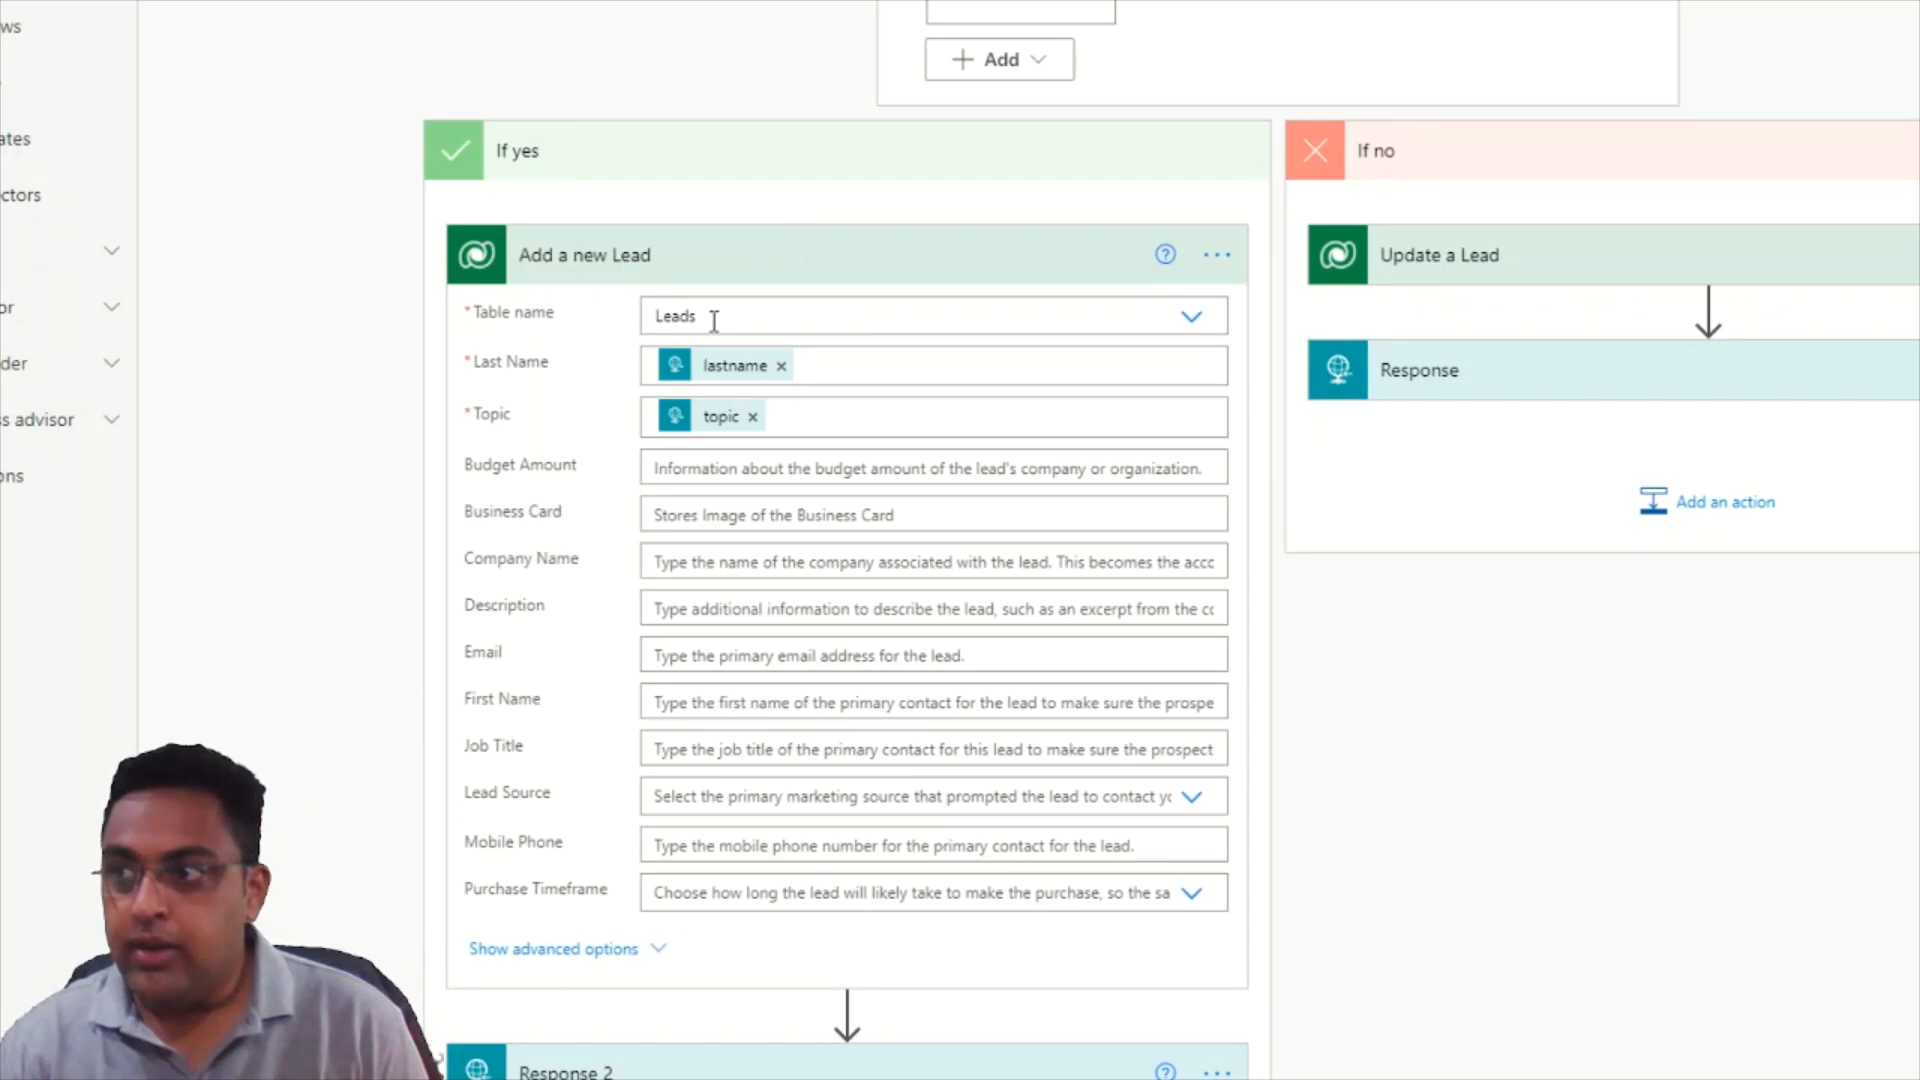 ws
Add
ates
If yes
If no
ctors
Add a new Lead
Update a Lead
*Table name
Leads
or
*Last Name
lastname
der
Response
*Topic
topic
s advisor
Budget Amount
Information about the budget amount of the lead's company or organization.
ons
Add an action
Business Card
Stores Image of the Business Card
Company Name
Type the name of the company associated with the lead. This becomes the accc
Description
Type additional information to describe the lead, such as an excerpt from the cc
Email
Type the primary email address for the lead.
First Name
Type the first name of the primary contact for the lead to make sure the prospe
Job Title
Type the job title of the primary contact for this lead to make sure the prospect
Lead Source
Select the primary marketing source that prompted the lead to contact yc
Mobile Phone
Type the mobile phone number for the primary contact for the lead.
Purchase Timeframe
Choose how long the lead will likely take to make the purchase, so the sa
Show advanced options
Response 2